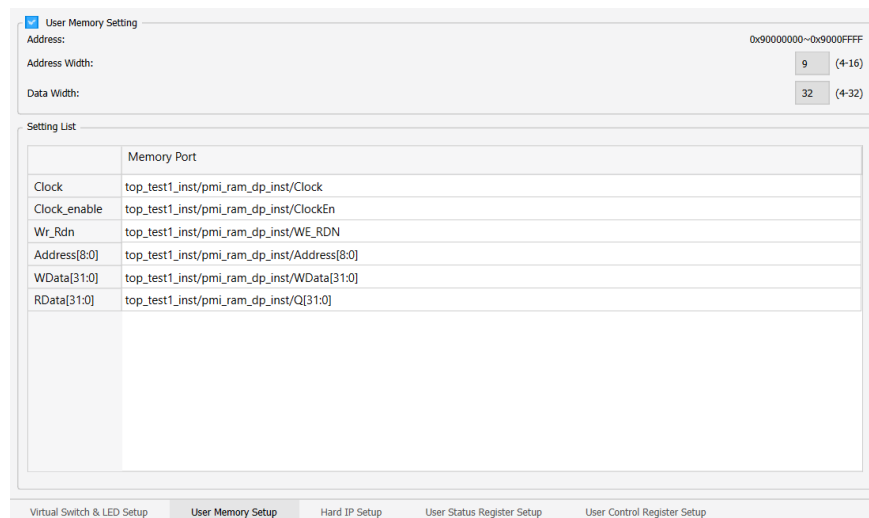 User Memory Setting
Address: 0x90000000~0x9000FFFF
Address Width: 9 (4-16)
Data Width: 32 (4-32)
Setting List
Memory Port
Clock top_test1_inst/pmi_ram_dp_inst/Clock
Clock_enable top_test1_inst/pmi_ram_dp_inst/ClockEn
Wr_Rdn top_test1_inst/pmi_ram_dp_inst/WE_RDN
Address[8:0] top_test1_inst/pmi_ram_dp_inst/Address[8:0]
WData[31:0] top_test1_inst/pmi_ram_dp_inst/WData[31:0]
RData[31:0] top_test1_inst/pmi_ram_dp_inst/Q[31:0]
Virtual Switch & LED Setup User Memory Setup Hard IP Setup User Status Register Setup User Control Register Setup